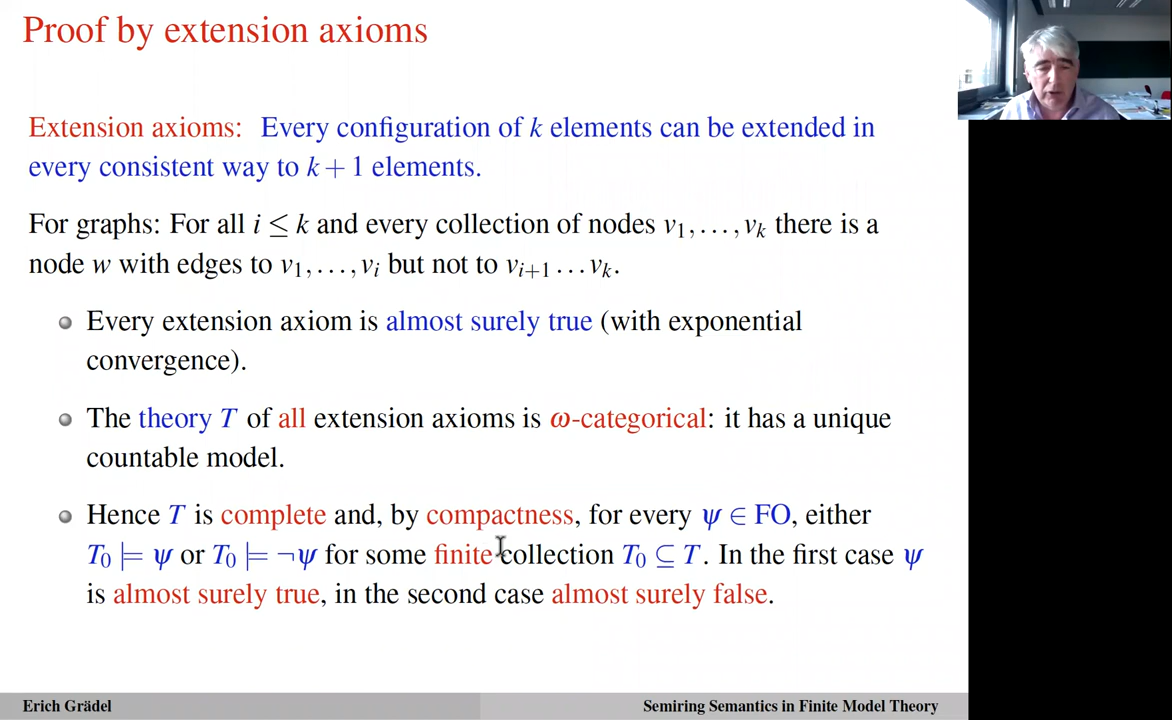 Proof by extension axioms
Extension axioms: Every configuration of k elements can be extended in
every consistent way to k + 1 elements.
For graphs: For all i ≤ k and every collection of nodes v₁, . . . , vₖ there is a
node w with edges to v₁, . . . , vᵢ but not to vᵢ₊₁ . . . vₖ.
Every extension axiom is almost surely true (with exponential
convergence).
The theory T of all extension axioms is ω-categorical: it has a unique
countable model.
Hence T is complete and, by compactness, for every ψ ∈ FO, either
T₀ ⊨ ψ or T₀ ⊨ ¬ψ for some finite collection T₀ ⊆ T. In the first case ψ
is almost surely true, in the second case almost surely false.
Erich Grädel
Semiring Semantics in Finite Model Theory